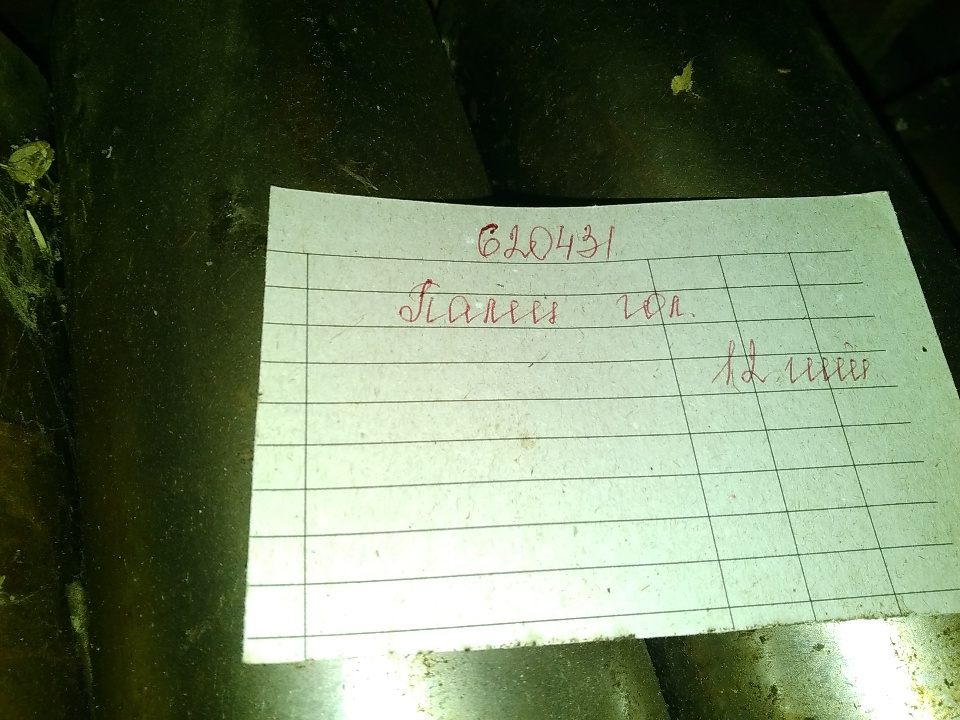 620431
Палец гол.
12 шт